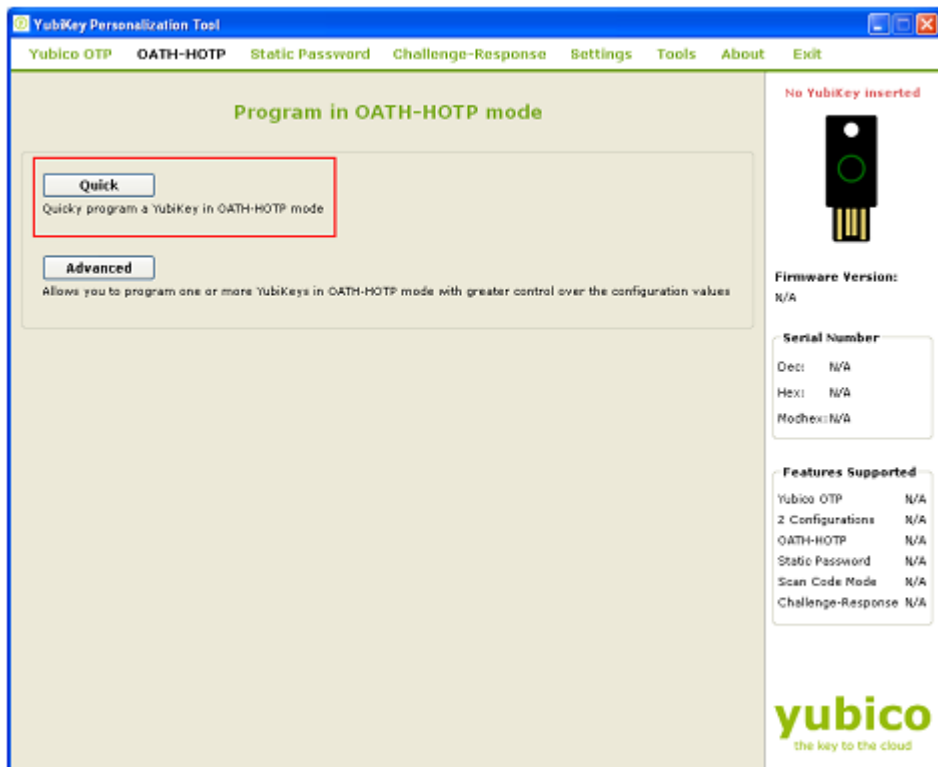 YubiKey Personalization Tool
Yubico OTP OATH-HOTP Static Password Challenge-Response Settings Tools About Exit
Program in OATH-HOTP mode
Quick
Quicky program a YubiKey in OATH-HOTP mode
Advanced
Allows you to program one or more YubiKeys in OATH-HOTP mode with greater control over the configuration values
No YubiKey inserted
Firmware Version:
N/A
Serial Number
Dec: N/A
Hex: N/A
Modhex: N/A
Features Supported
Yubico OTP N/A
2 Configurations N/A
OATH-HOTP N/A
Static Password N/A
Scan Code Mode N/A
Challenge-Response N/A
yubico
the key to the cloud